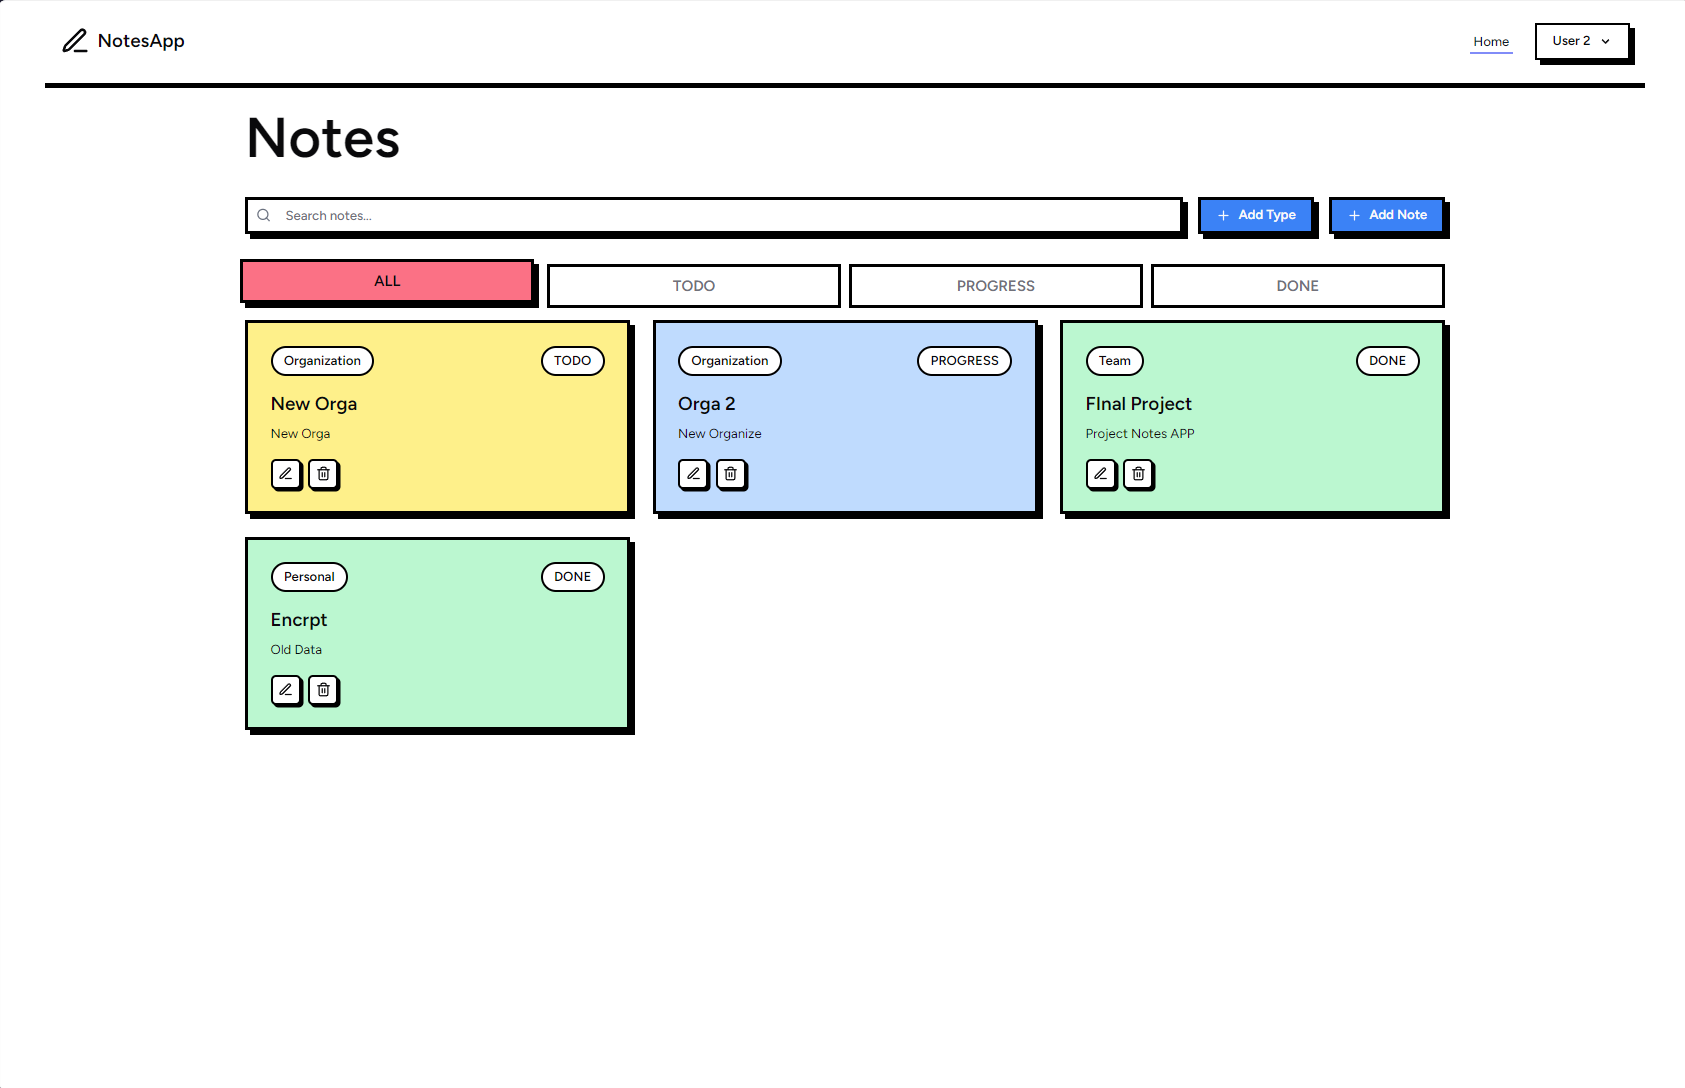 NotesApp
Home
User 2
Notes
Search notes...
Add Type
Add Note
ALL
TODO
PROGRESS
DONE
Organization
TODO
New Orga
New Orga
Organization
PROGRESS
Orga 2
New Organize
Team
DONE
FInal Project
Project Notes APP
Personal
DONE
Encrpt
Old Data